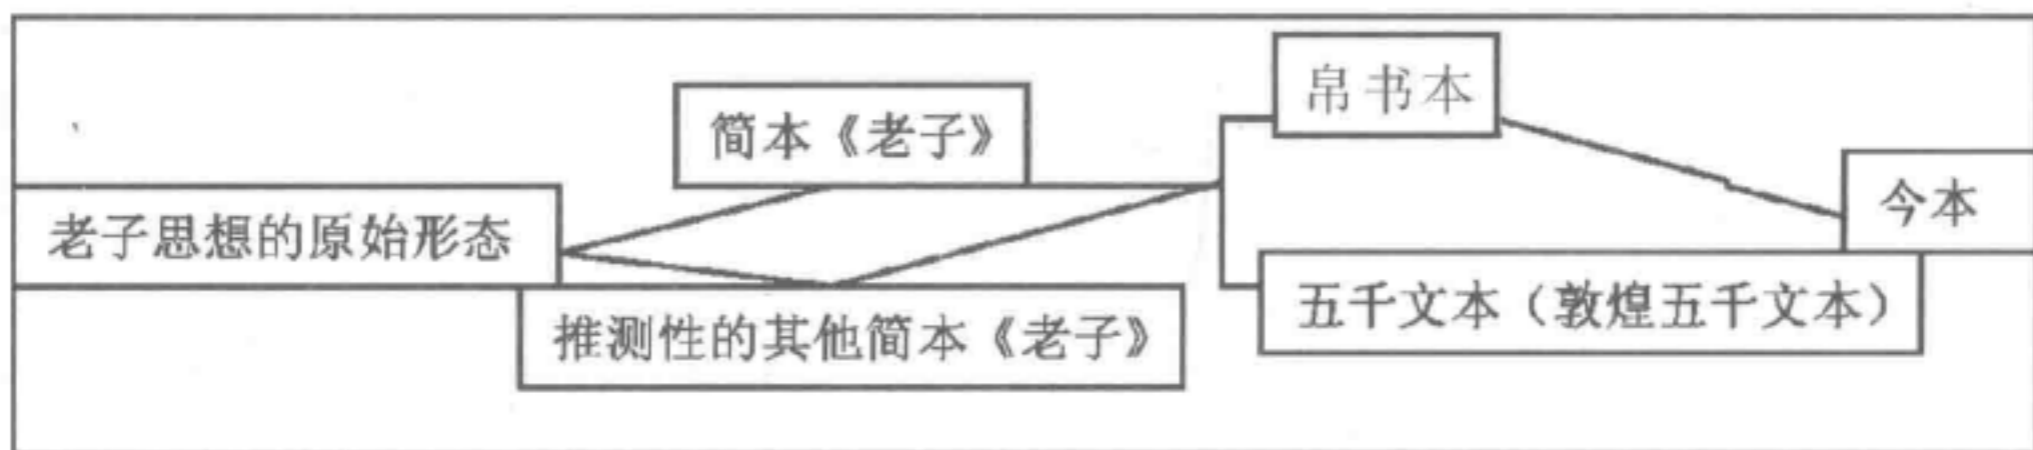 帛书本
简本《老子》
今本
老子思想的原始形态
五千文本（敦煌五千文本）
推测性的其他简本《老子》